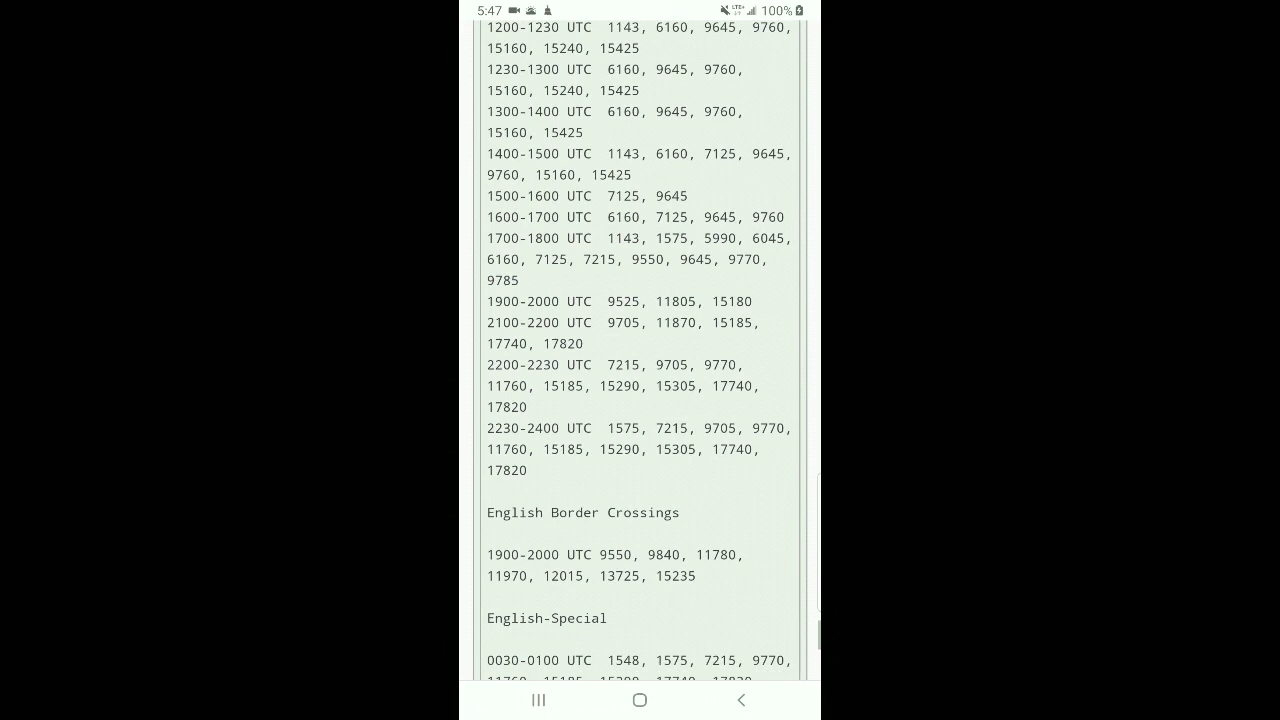 5:47 LTE+ 100%
1200-1230 UTC 1143, 6160, 9645, 9760,
15160, 15240, 15425
1230-1300 UTC 6160, 9645, 9760,
15160, 15240, 15425
1300-1400 UTC 6160, 9645, 9760,
15160, 15425
1400-1500 UTC 1143, 6160, 7125, 9645,
9760, 15160, 15425
1500-1600 UTC 7125, 9645
1600-1700 UTC 6160, 7125, 9645, 9760
1700-1800 UTC 1143, 1575, 5990, 6045,
6160, 7125, 7215, 9550, 9645, 9770,
9785
1900-2000 UTC 9525, 11805, 15180
2100-2200 UTC 9705, 11870, 15185,
17740, 17820
2200-2230 UTC 7215, 9705, 9770,
11760, 15185, 15290, 15305, 17740,
17820
2230-2400 UTC 1575, 7215, 9705, 9770,
11760, 15185, 15290, 15305, 17740,
17820
English Border Crossings
1900-2000 UTC 9550, 9840, 11780,
11970, 12015, 13725, 15235
English-Special
0030-0100 UTC 1548, 1575, 7215, 9770,